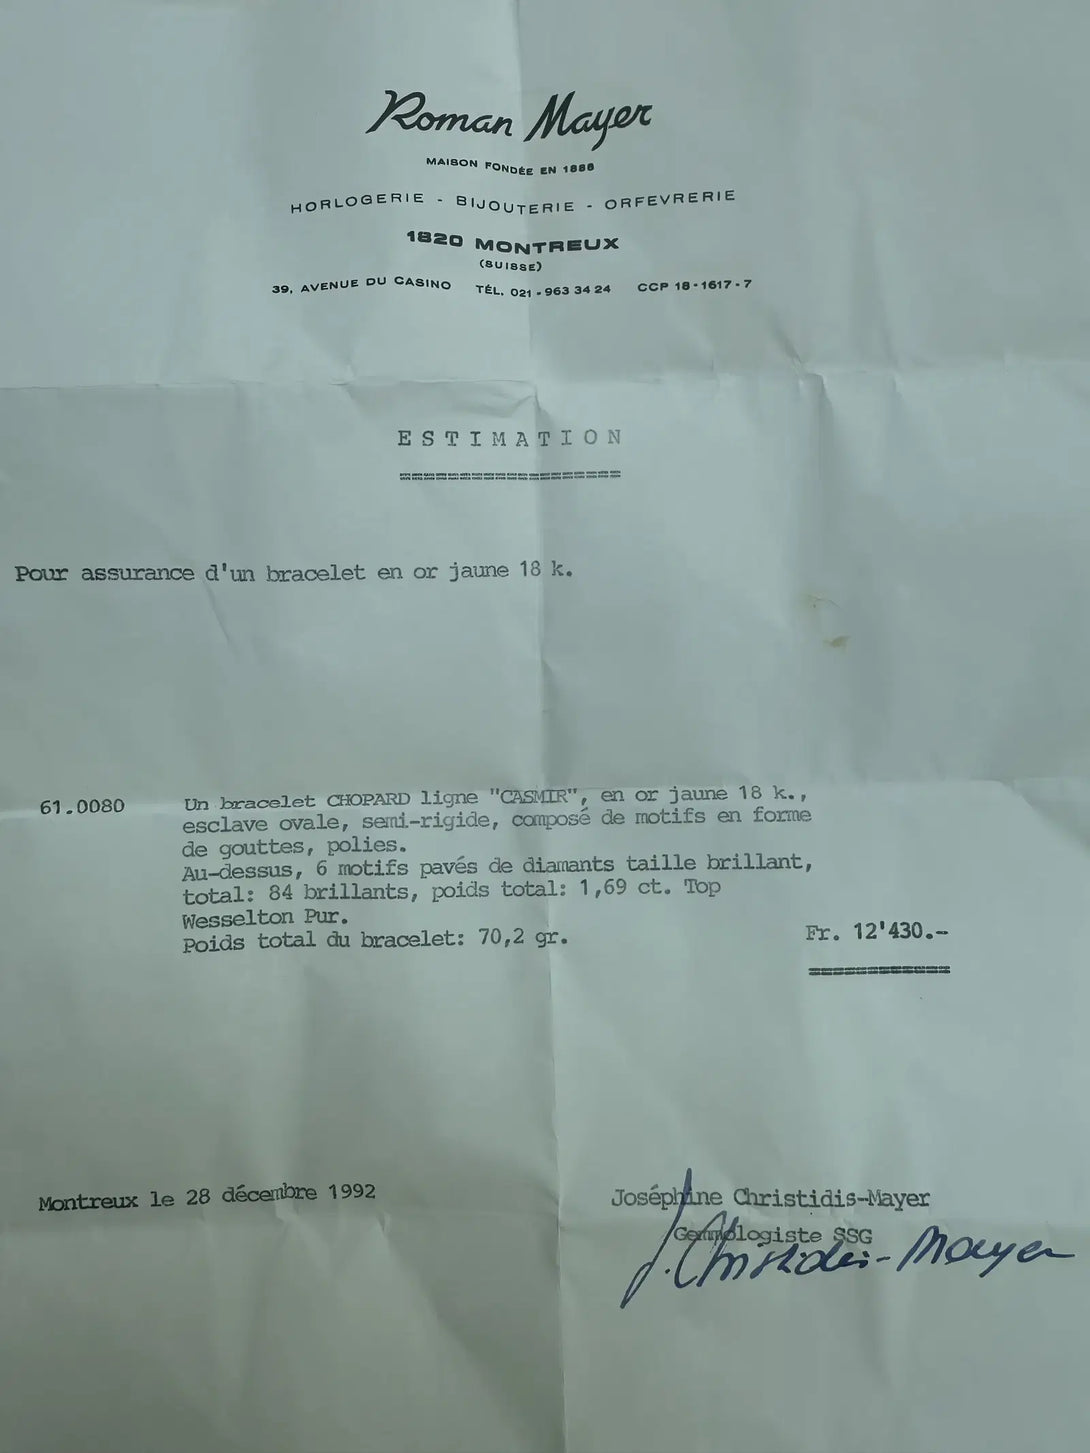 Roman Mayer
MAISON FONDÉE EN 1888
HORLOGERIE - BIJOUTERIE - ORFEVRERIE
1820 MONTREUX
(SUISSE)
39, AVENUE DU CASINO TÉL. 021 - 963 34 24 CCP 18-1617-7
ESTIMATION
Pour assurance d'un bracelet en or jaune 18 k.
61.0080 Un bracelet CHOPARD ligne "CASMIR", en or jaune 18 k.,
esclave ovale, semi-rigide, composé de motifs en forme
de gouttes, polies.
Au-dessus, 6 motifs pavés de diamants taille brillant,
total: 84 brillants, poids total: 1,69 ct. Top
Wesselton Pur.
Poids total du bracelet: 70,2 gr. Fr. 12'430.--
Montreux le 28 décembre 1992
Joséphine Christidis-Mayer
Gemmologiste SSG
J. Christidis-Mayer